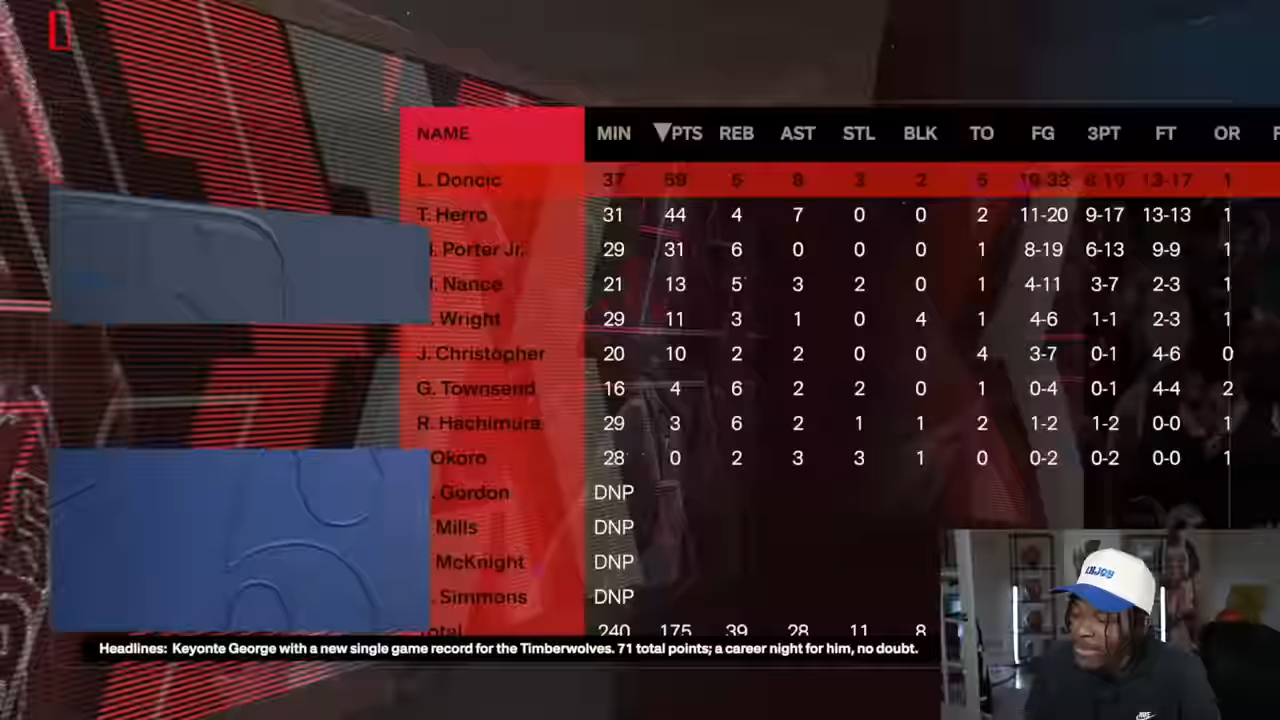 NAME MIN ▼PTS REB AST STL BLK TO FG 3PT FT OR
L. Doncic 37 59 5 8 3 2 5 19-33 8-19 13-17 1
T. Herro 31 44 4 7 0 0 2 11-20 9-17 13-13 1
Porter Jr. 29 31 6 0 0 0 1 8-19 6-13 9-9 1
Nance 21 13 5 3 2 0 1 4-11 3-7 2-3 1
. Wright 29 11 3 1 0 4 1 4-6 1-1 2-3 1
J. Christopher 20 10 2 2 0 0 4 3-7 0-1 4-6 0
G. Townsend 16 4 6 2 2 0 1 0-4 0-1 4-4 2
R. Hachimura 29 3 6 2 1 1 2 1-2 1-2 0-0 1
Okoro 28 0 2 3 3 1 0 0-2 0-2 0-0 1
. Gordon DNP
Mills DNP
McKnight DNP
. Simmons DNP
Total 240 175 39 28 11 8
Headlines: Keyonte George with a new single game record for the Timberwolves. 71 total points; a career night for him, no doubt.
ENJOY